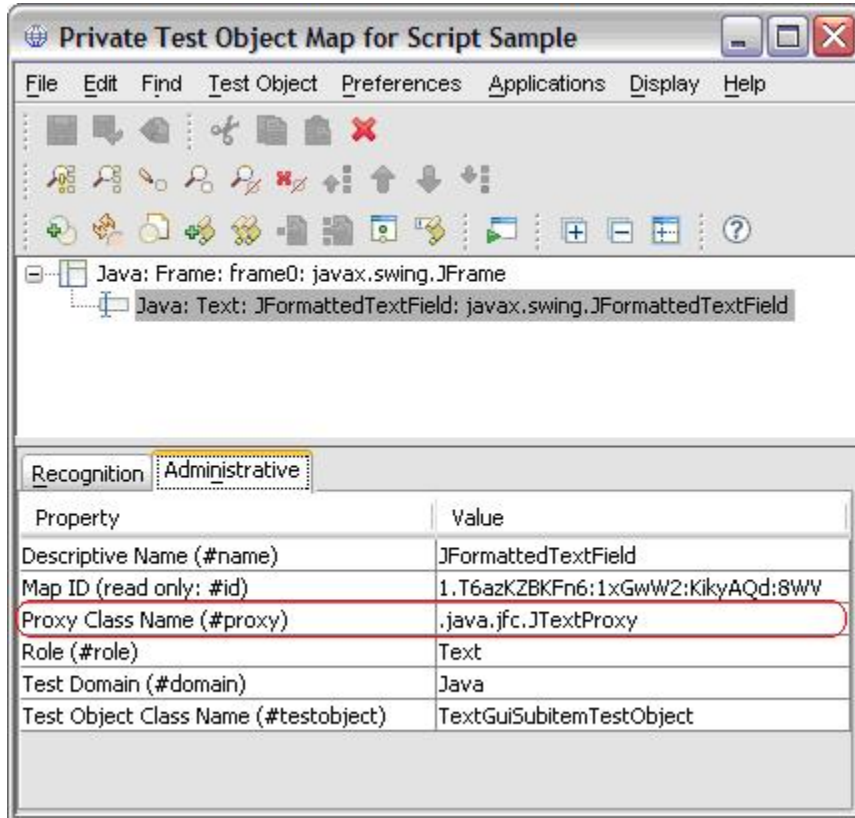 Private Test Object Map for Script Sample
File Edit Find Test Object Preferences Applications Display Help
Java: Frame: frame0: javax.swing.JFrame
Java: Text: JFormattedTextField: javax.swing.JFormattedTextField
Recognition Administrative
Property Value
Descriptive Name (#name) JFormattedTextField
Map ID (read only: #id) 1.T6azKZBKFn6:1xGwW2:KikyAQd:8WV
Proxy Class Name (#proxy) .java.jfc.JTextProxy
Role (#role) Text
Test Domain (#domain) Java
Test Object Class Name (#testobject) TextGuiSubitemTestObject